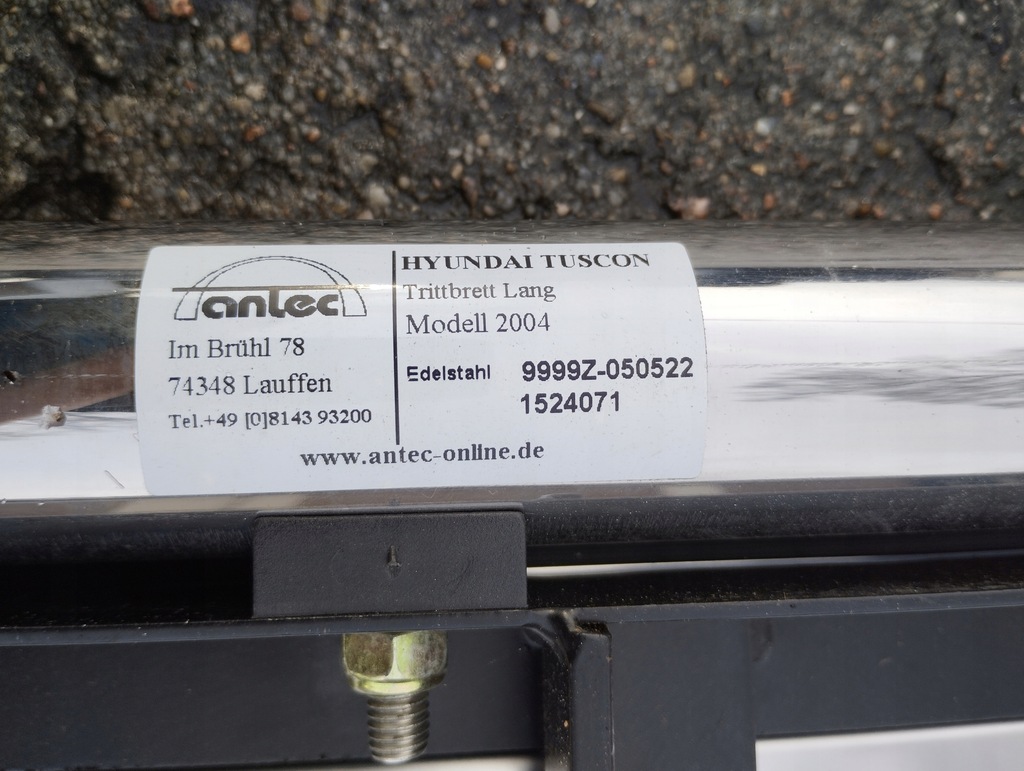 antec
Im Brühl 78
74348 Lauffen
Tel.+49 [0]8143 93200
HYUNDAI TUSCON
Trittbrett Lang
Modell 2004
Edelstahl 9999Z-050522
1524071
www.antec-online.de